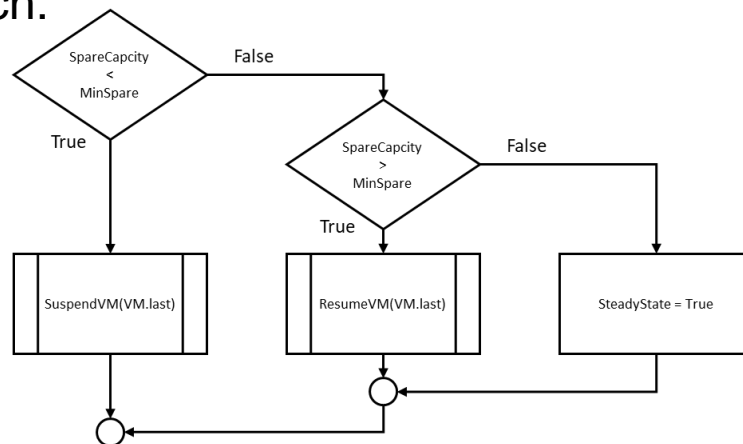 ch.
SpareCapcity
<
MinSpare
False
True
SpareCapcity
>
MinSpare
False
True
SuspendVM(VM.last)
ResumeVM(VM.last)
SteadyState = True